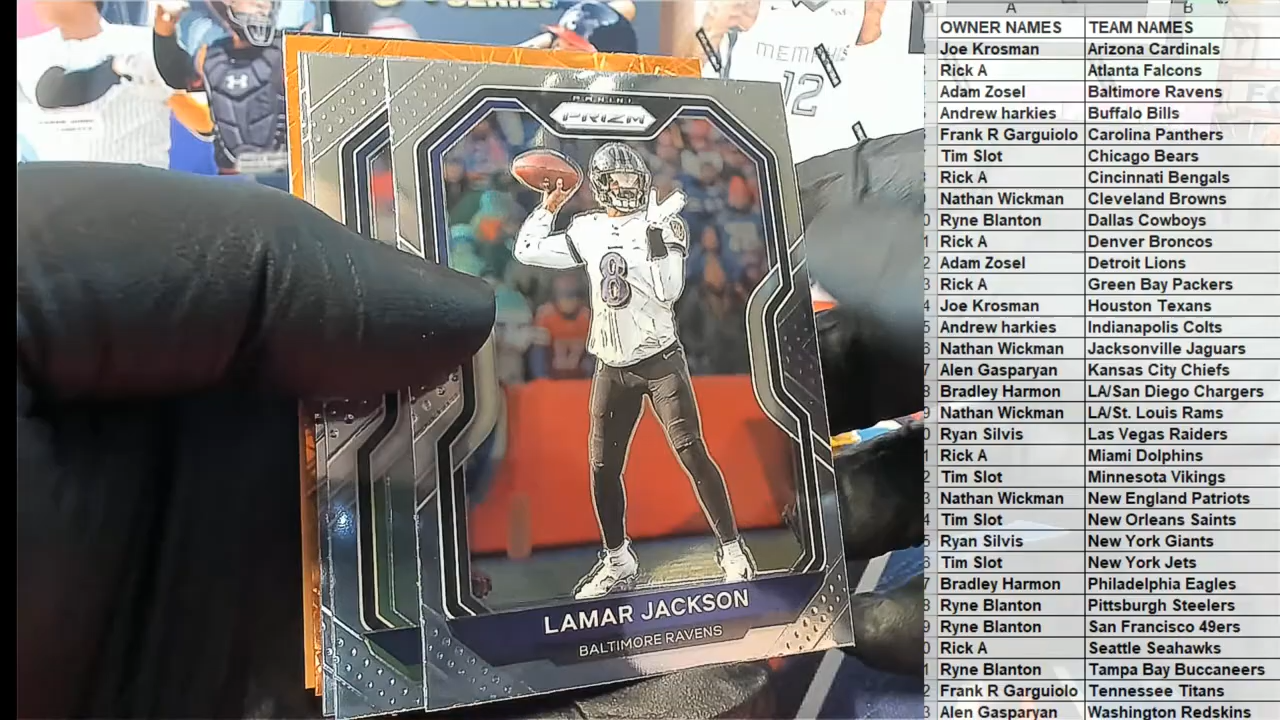 PANINI
PRIZM
8
LAMAR JACKSON
BALTIMORE RAVENS
MEMPHIS
12
A B
OWNER NAMES TEAM NAMES
Joe Krosman Arizona Cardinals
Rick A Atlanta Falcons
Adam Zosel Baltimore Ravens
Andrew harkies Buffalo Bills
Frank R Garguiolo Carolina Panthers
Tim Slot Chicago Bears
Rick A Cincinnati Bengals
Nathan Wickman Cleveland Browns
Ryne Blanton Dallas Cowboys
Rick A Denver Broncos
Adam Zosel Detroit Lions
Rick A Green Bay Packers
Joe Krosman Houston Texans
Andrew harkies Indianapolis Colts
Nathan Wickman Jacksonville Jaguars
Alen Gasparyan Kansas City Chiefs
Bradley Harmon LA/San Diego Chargers
Nathan Wickman LA/St. Louis Rams
Ryan Silvis Las Vegas Raiders
Rick A Miami Dolphins
Tim Slot Minnesota Vikings
Nathan Wickman New England Patriots
Tim Slot New Orleans Saints
Ryan Silvis New York Giants
Tim Slot New York Jets
Bradley Harmon Philadelphia Eagles
Ryne Blanton Pittsburgh Steelers
Ryne Blanton San Francisco 49ers
Rick A Seattle Seahawks
Ryne Blanton Tampa Bay Buccaneers
Frank R Garguiolo Tennessee Titans
Alen Gasparyan Washington Redskins